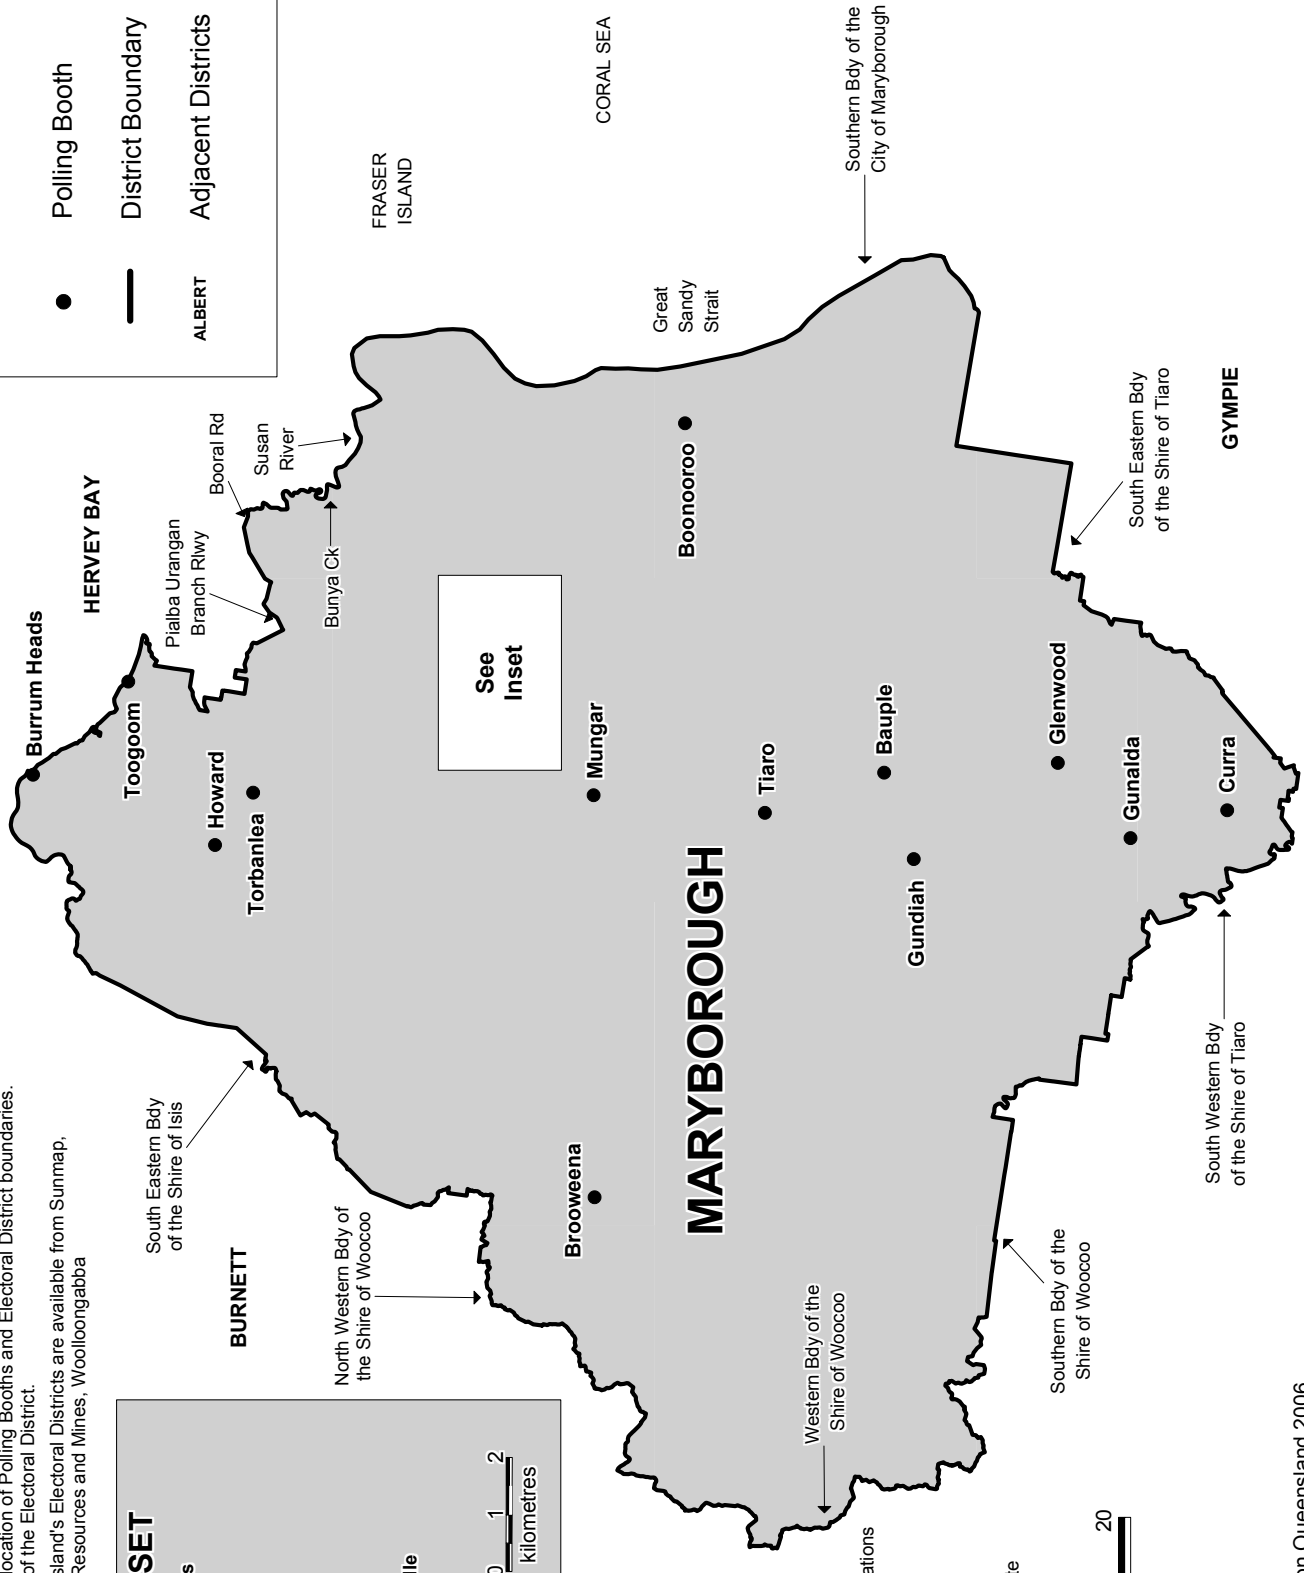 location of Polling Booths and Electoral District boundaries.
of the Electoral District.
sland's Electoral Districts are available from Sunmap,
Resources and Mines, Woolloongabba
Polling Booth
District Boundary
ALBERT Adjacent Districts
SET
s
lle
0 1 2
kilometres
BURNETT
HERVEY BAY
GYMPIE
FRASER
ISLAND
CORAL SEA
Great
Sandy
Strait
Southern Bdy of the
City of Maryborough
South Eastern Bdy
of the Shire of Tiaro
South Western Bdy
of the Shire of Tiaro
Southern Bdy of the
Shire of Woocoo
Western Bdy of the
Shire of Woocoo
North Western Bdy of
the Shire of Woocoo
South Eastern Bdy
of the Shire of Isis
Pialba Urangan
Branch Rlwy
Booral Rd
Susan
River
Bunya Ck
Burrum Heads
Toogoom
Howard
Torbanlea
See
Inset
Boonooroo
Mungar
Brooweena
MARYBOROUGH
Tiaro
Bauple
Gundiah
Glenwood
Gunalda
Curra
ations
te
20
on Queensland 2006